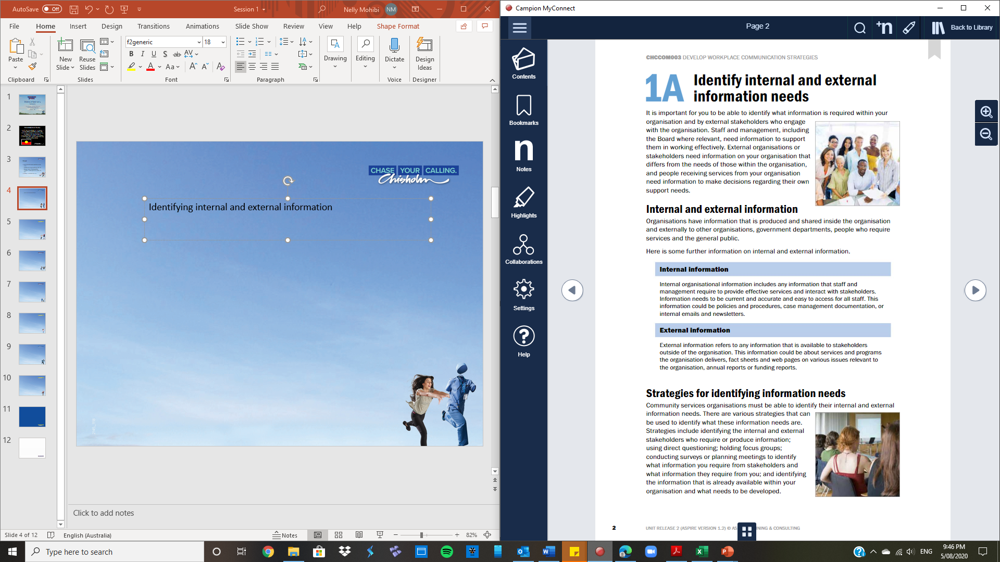 AutoSave Off
Session 1
Nelly Mohibi NM
File Home Insert Design Transitions Animations Slide Show Review View Help Shape Format
Paste
New Slide
Reuse Slides
f2generic 18
B I U S ab AV
Aa A A
Drawing
Editing
Dictate
Design Ideas
Clipboard Slides Font Paragraph Voice Designer
1
2
3
4
5
6
7
8
9
10
11
12
CHASE YOUR CALLING.
Chisholm
Identifying internal and external information
Click to add notes
Slide 4 of 12 English (Australia) Notes 82%
Campion MyConnect
Page 2
+n
Back to Library
Contents
Bookmarks
n
Notes
Highlights
Collaborations
Settings
?
Help
CHCCOM003 DEVELOP WORKPLACE COMMUNICATION STRATEGIES
1A Identify internal and external
information needs
It is important for you to be able to identify what information is required within your
organisation and by external stakeholders who engage
with the organisation. Staff and management, including
the Board where relevant, need information to support
them in working effectively. External organisations or
stakeholders need information on your organisation that
differs from the needs of those within the organisation,
and people receiving services from your organisation
need information to make decisions regarding their own
support needs.
Internal and external information
Organisations have information that is produced and shared inside the organisation
and externally to other organisations, government departments, people who require
services and the general public.
Here is some further information on internal and external information.
Internal information
Internal organisational information includes any information that staff and
management require to provide effective services and interact with stakeholders.
Information needs to be current and accurate and easy to access for all staff. This
information could be policies and procedures, case management documentation, or
internal emails and newsletters.
External information
External information refers to any information that is available to stakeholders
outside of the organisation. This information could be about services and programs
the organisation delivers, fact sheets and web pages on various issues relevant to
the organisation, annual reports or funding reports.
Strategies for identifying information needs
Community services organisations must be able to identify their internal and external
information needs. There are various strategies that can
be used to identify what these information needs are.
Strategies include identifying the internal and external
stakeholders who require or produce information;
using direct questioning; holding focus groups;
conducting surveys or planning meetings to identify
what information you require from stakeholders and
what information they require from you; and identifying
the information that is already available within your
organisation and what needs to be developed.
2 UNIT RELEASE 2 (ASPIRE VERSION 1.2) © AS NING & CONSULTING
Type here to search
ENG
9:46 PM
5/08/2020